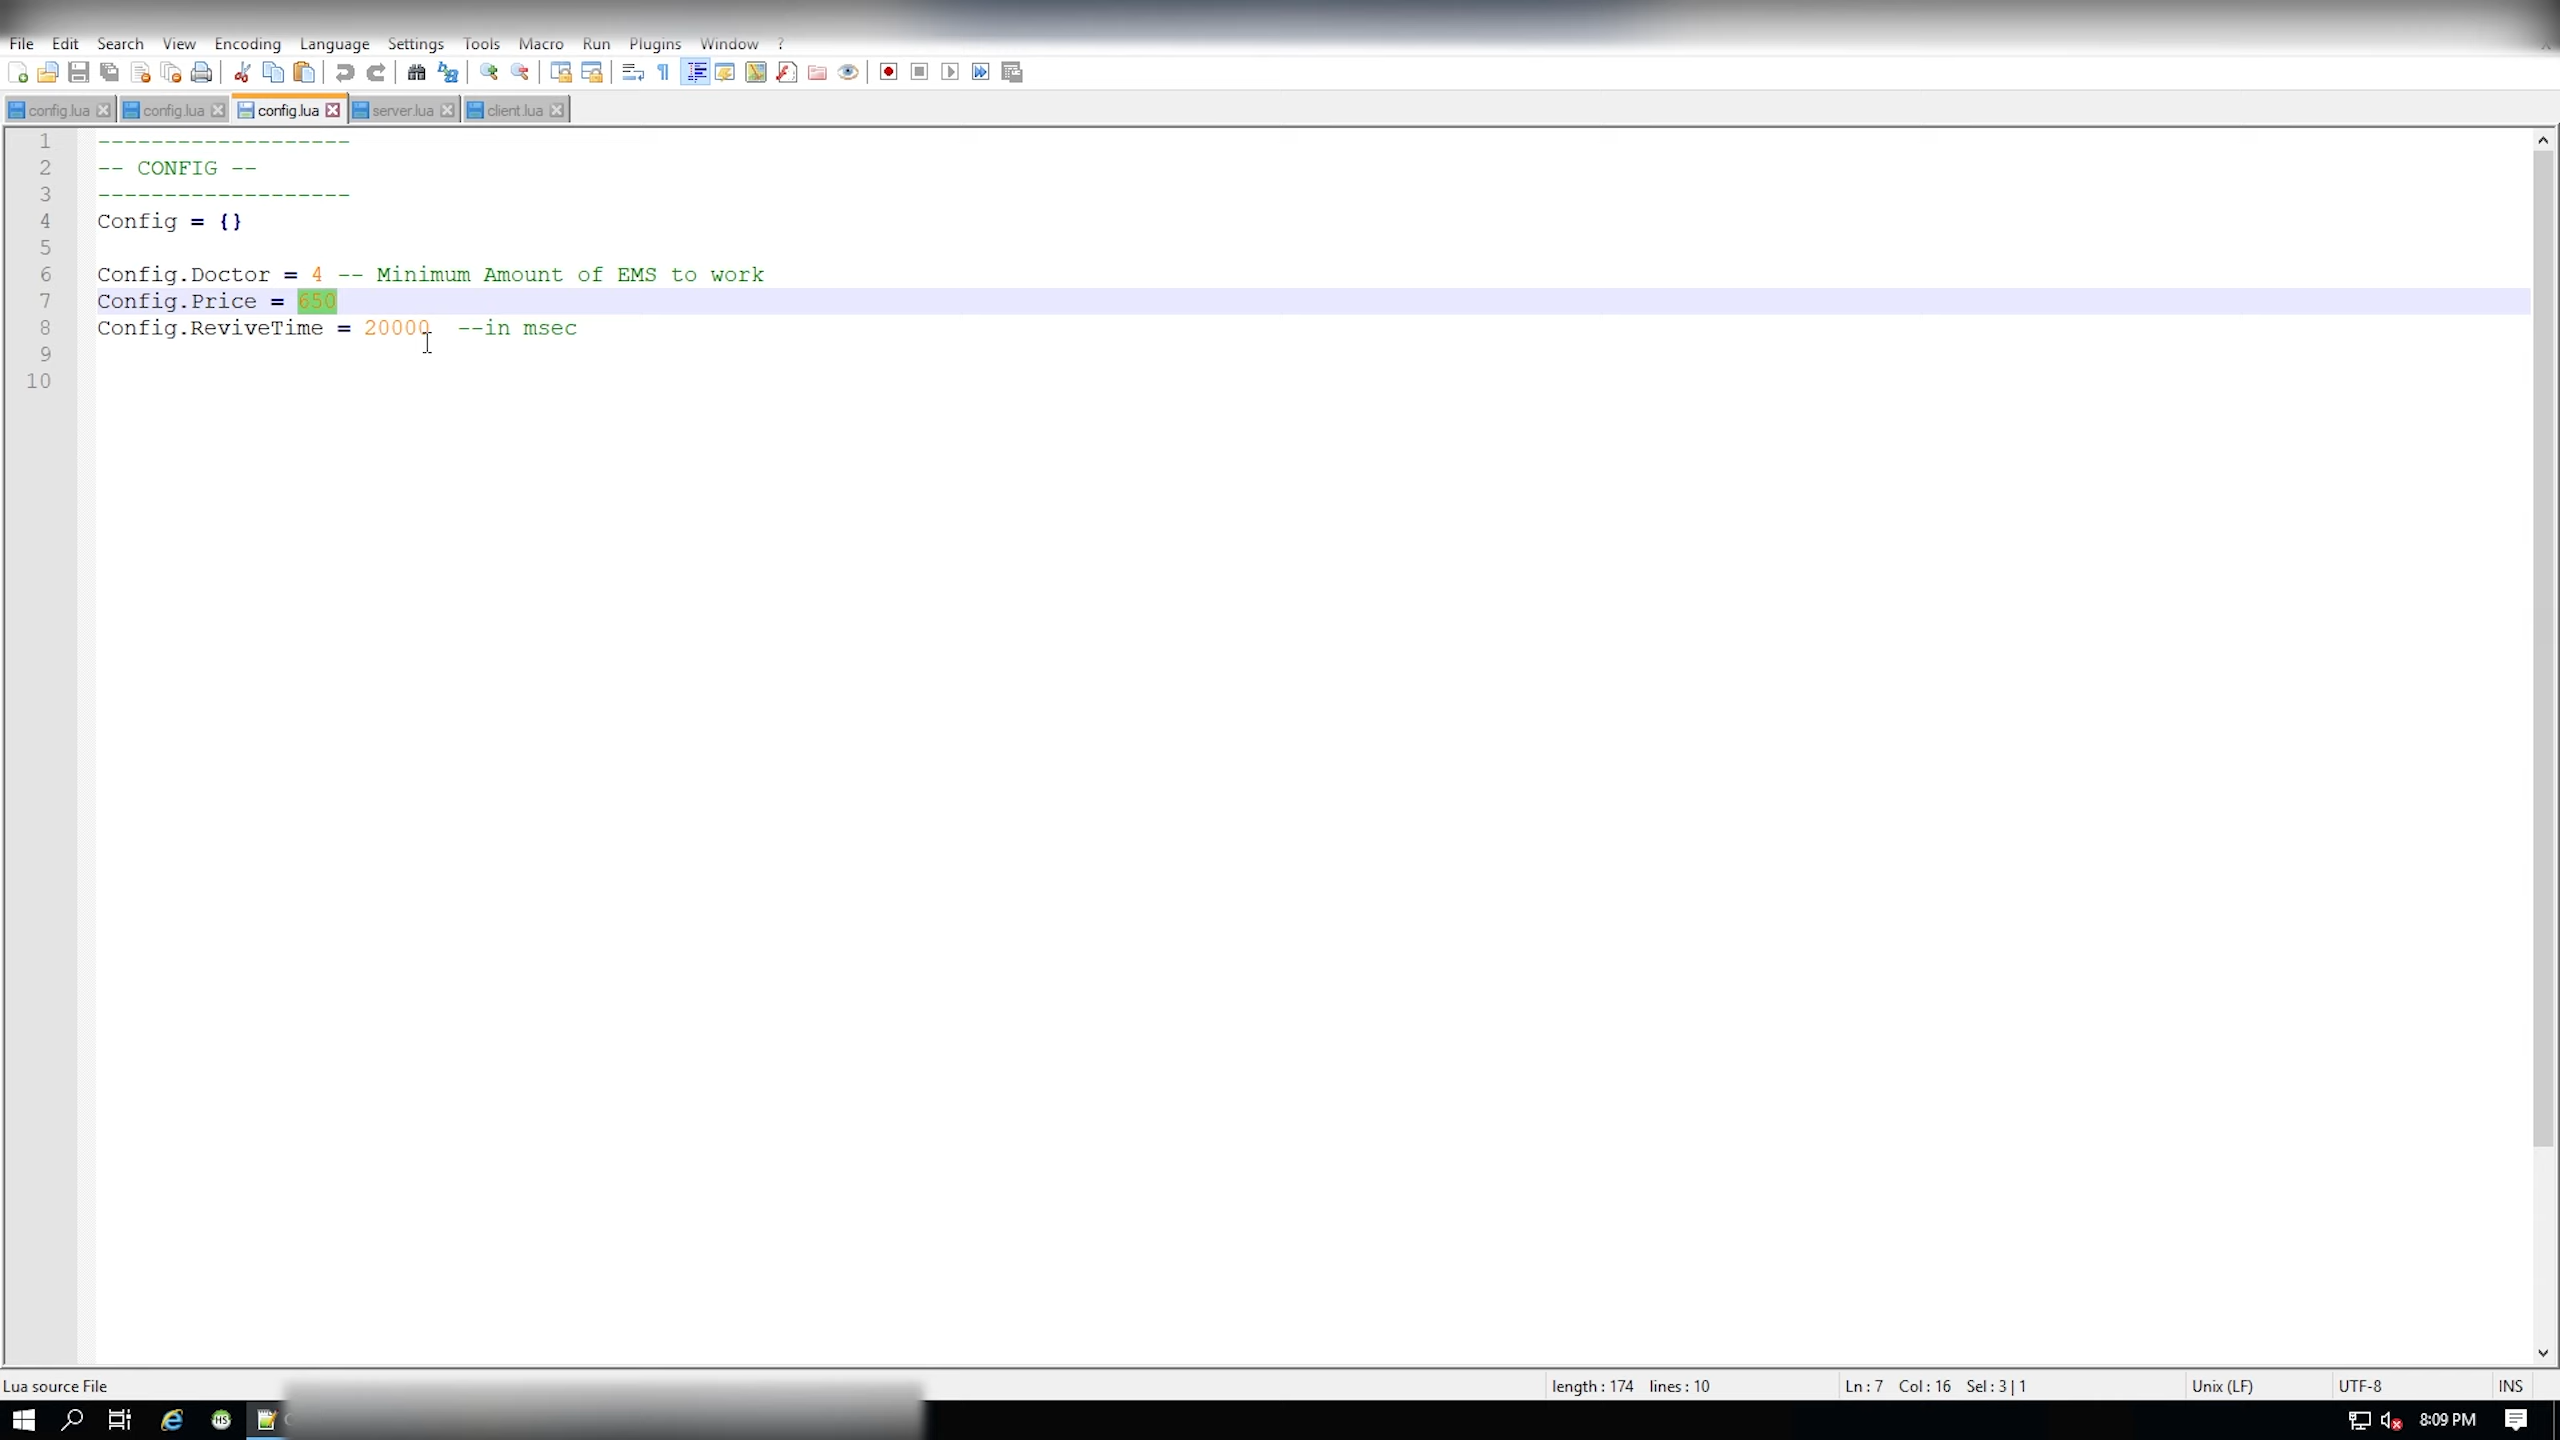 File Edit Search View Encoding Language Settings Tools Macro Run Plugins Window ?
config.lua config.lua config.lua server.lua client.lua
1 -------------------
2 -- CONFIG --
3 -------------------
4 Config = {}
5
6 Config.Doctor = 4 -- Minimum Amount of EMS to work
7 Config.Price = 650
8 Config.ReviveTime = 20000  --in msec
9
10
Lua source File length : 174 lines : 10 Ln : 7 Col : 16 Sel : 3 | 1 Unix (LF) UTF-8 INS
HS 8:09 PM